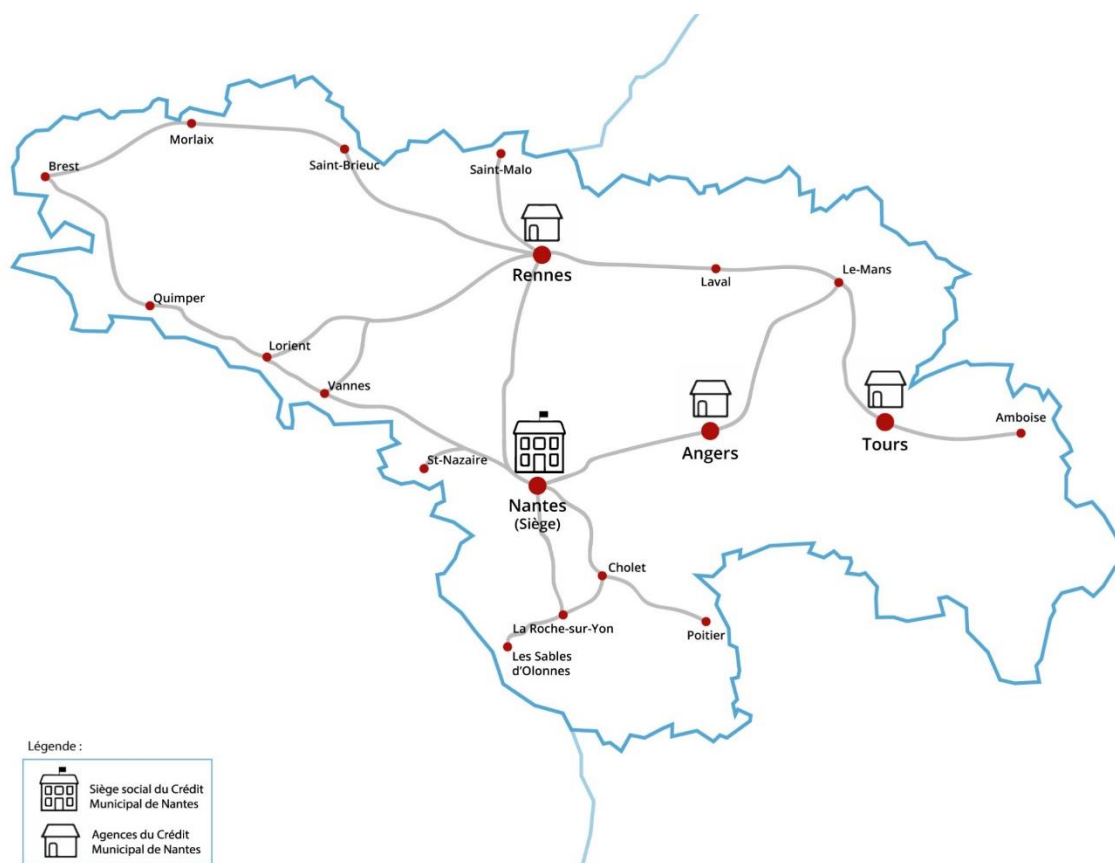 Morlaix
Brest
Saint-Brieuc
Saint-Malo
Rennes
Laval
Le-Mans
Quimper
Lorient
Vannes
St-Nazaire
Nantes
(Siège)
Angers
Tours
Amboise
Cholet
La Roche-sur-Yon
Poitier
Les Sables
d'Olonnes
Légende :
Siège social du Crédit
Municipal de Nantes
Agences du Crédit
Municipal de Nantes